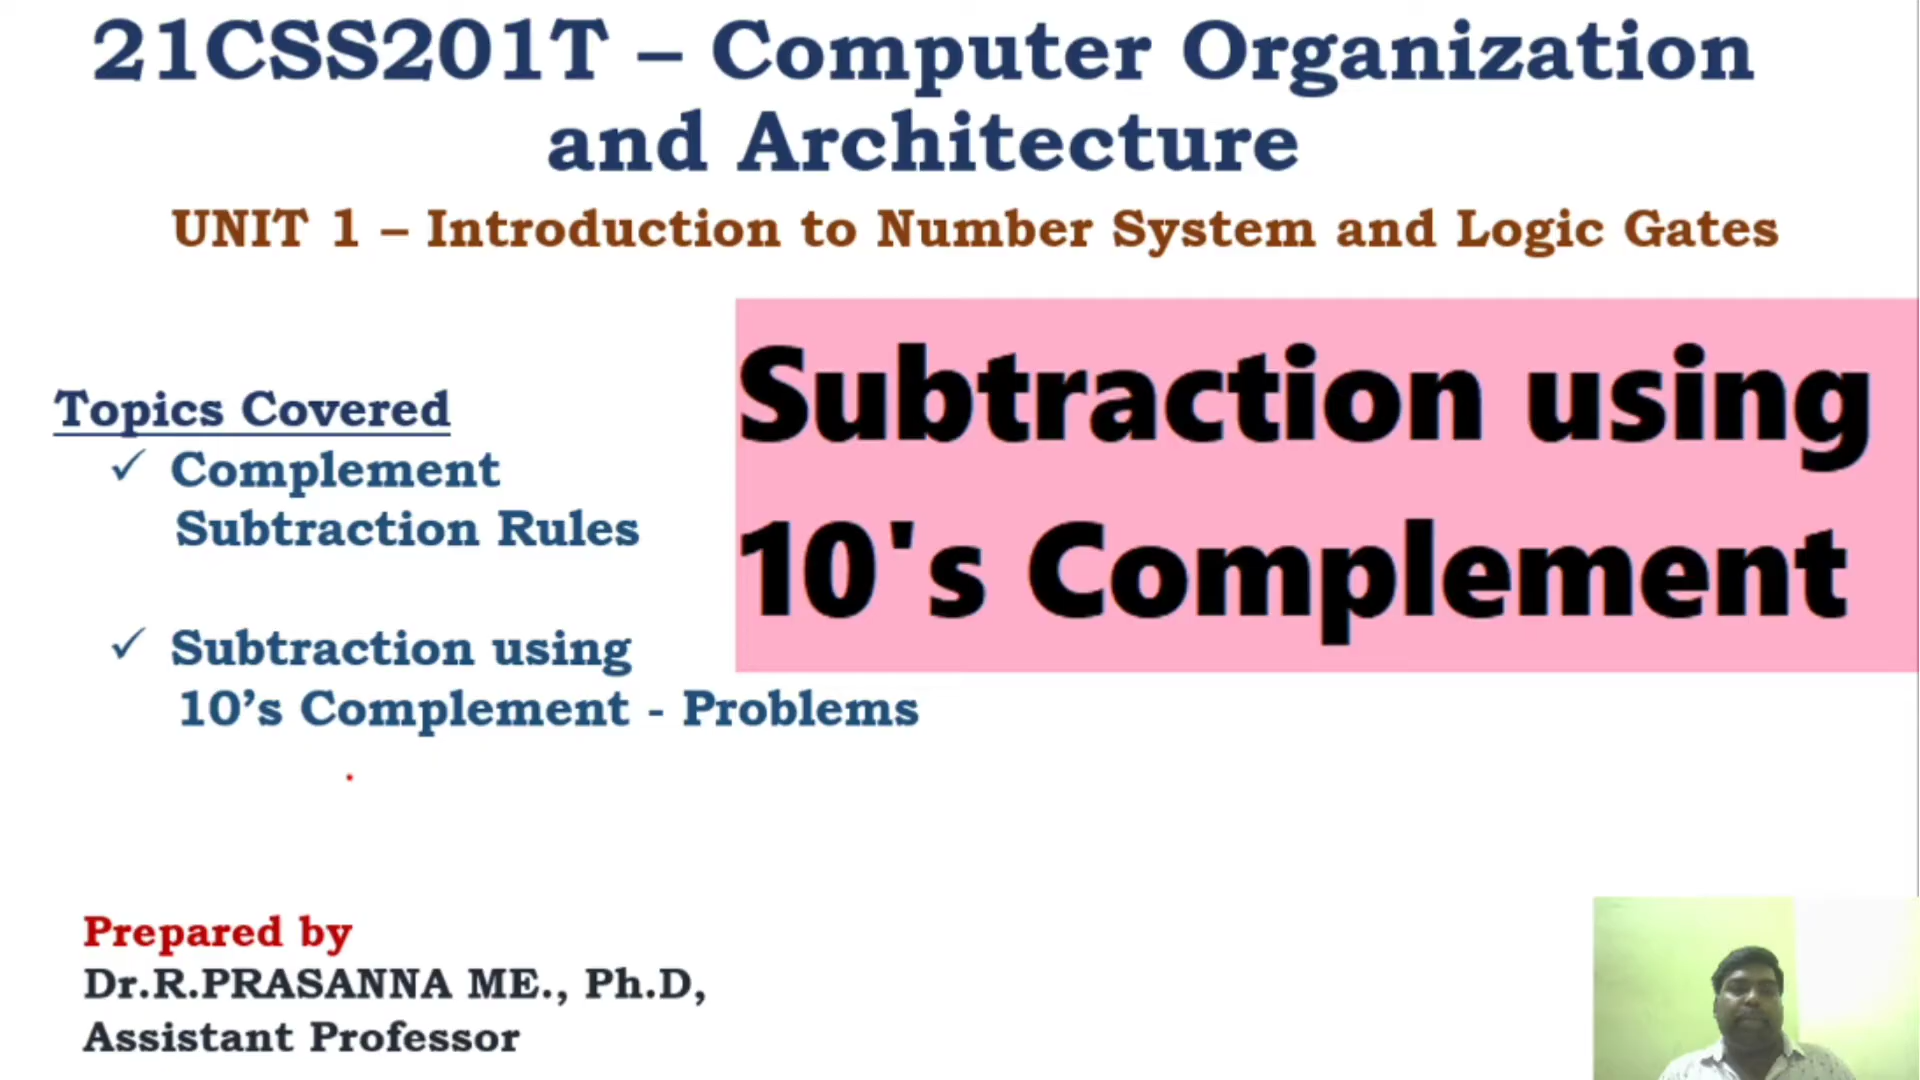 21CSS201T – Computer Organization
and Architecture
UNIT 1 – Introduction to Number System and Logic Gates
Topics Covered
✓ Complement
Subtraction Rules
✓ Subtraction using
10’s Complement - Problems
Subtraction using
10's Complement
Prepared by
Dr.R.PRASANNA ME., Ph.D,
Assistant Professor